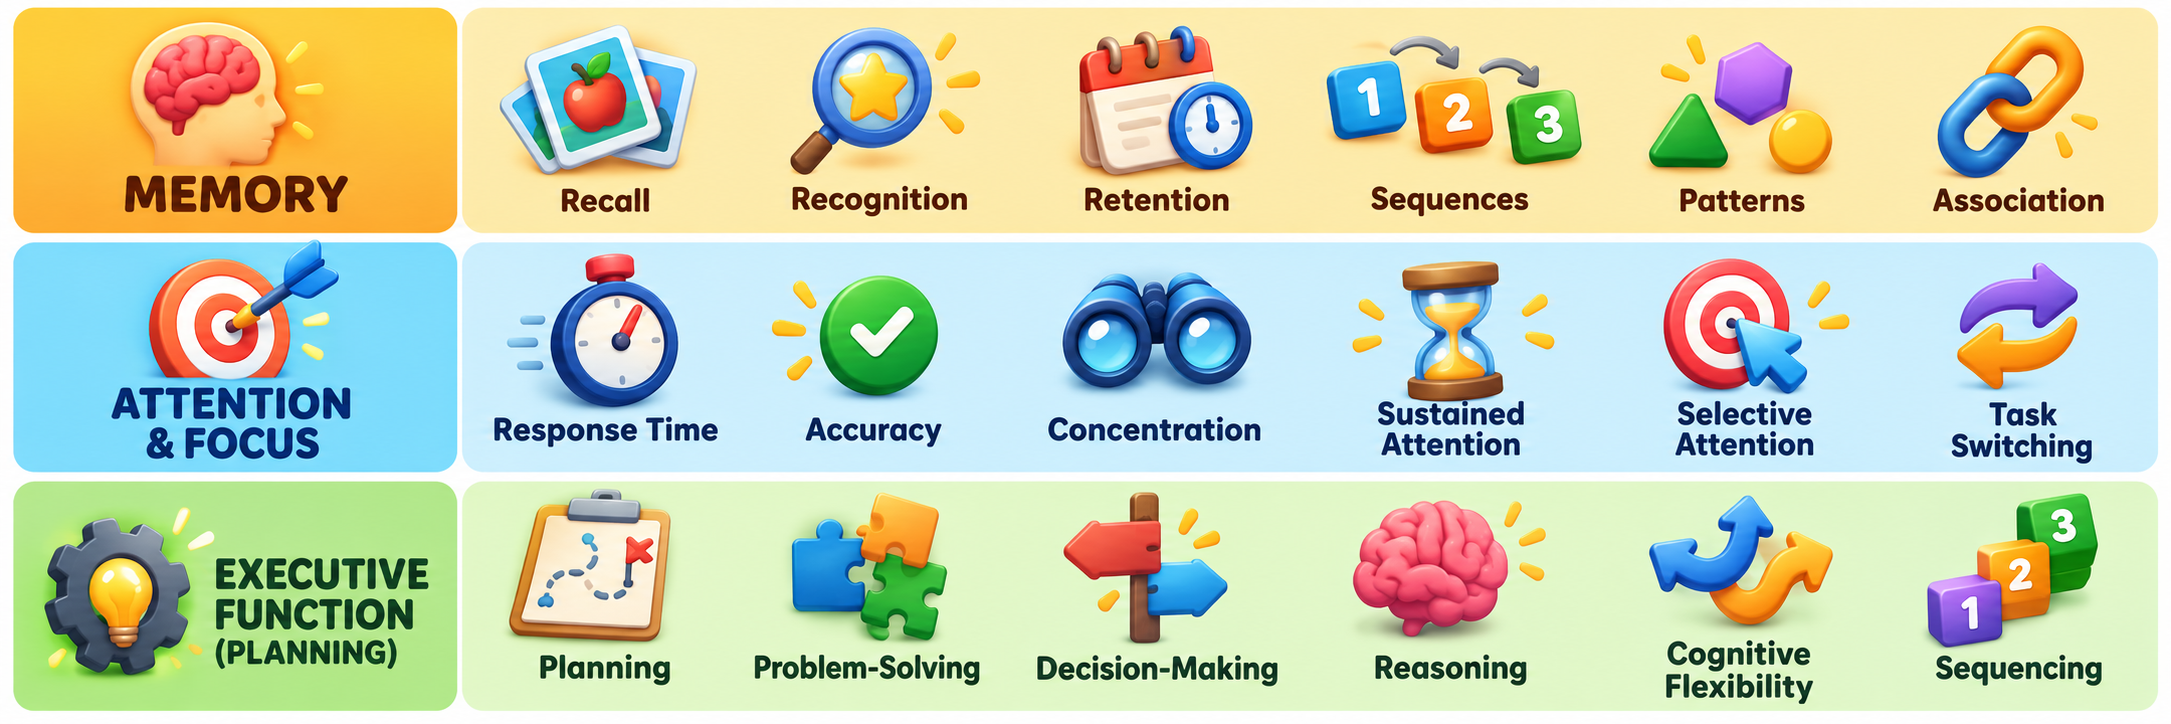 MEMORY
1
2
3
Recall
Recognition
Retention
Sequences
Patterns
Association
ATTENTION
& FOCUS
Response Time
Accuracy
Concentration
Sustained
Attention
Selective
Attention
Task
Switching
EXECUTIVE
FUNCTION
(PLANNING)
Planning
Problem-Solving
Decision-Making
Reasoning
Cognitive
Flexibility
1
2
3
Sequencing